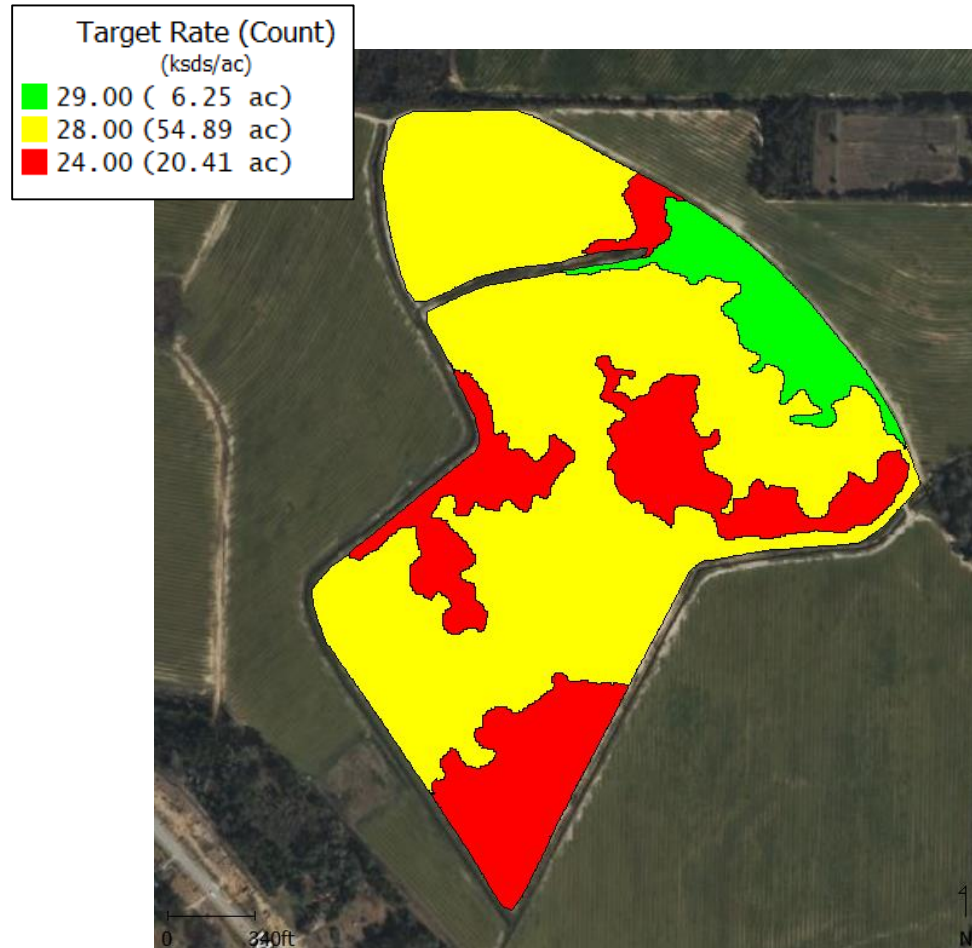 Target Rate (Count)
(ksds/ac)
29.00 ( 6.25 ac)
28.00 (54.89 ac)
24.00 (20.41 ac)
0 340ft
N